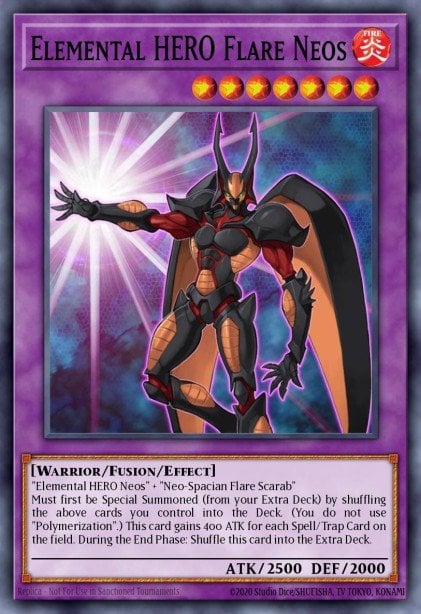 Elemental HERO Flare Neos
FIRE
炎
[Warrior/Fusion/Effect]
"Elemental HERO Neos" + "Neo-Spacian Flare Scarab"
Must first be Special Summoned (from your Extra Deck) by shuffling
the above cards you control into the Deck. (You do not use
"Polymerization".) This card gains 400 ATK for each Spell/Trap Card on
the field. During the End Phase: Shuffle this card into the Extra Deck.
ATK/2500 DEF/2000
Replica - Not For Use in Sanctioned Tournaments
©2020 Studio Dice/SHUEISHA, TV TOKYO, KONAMI